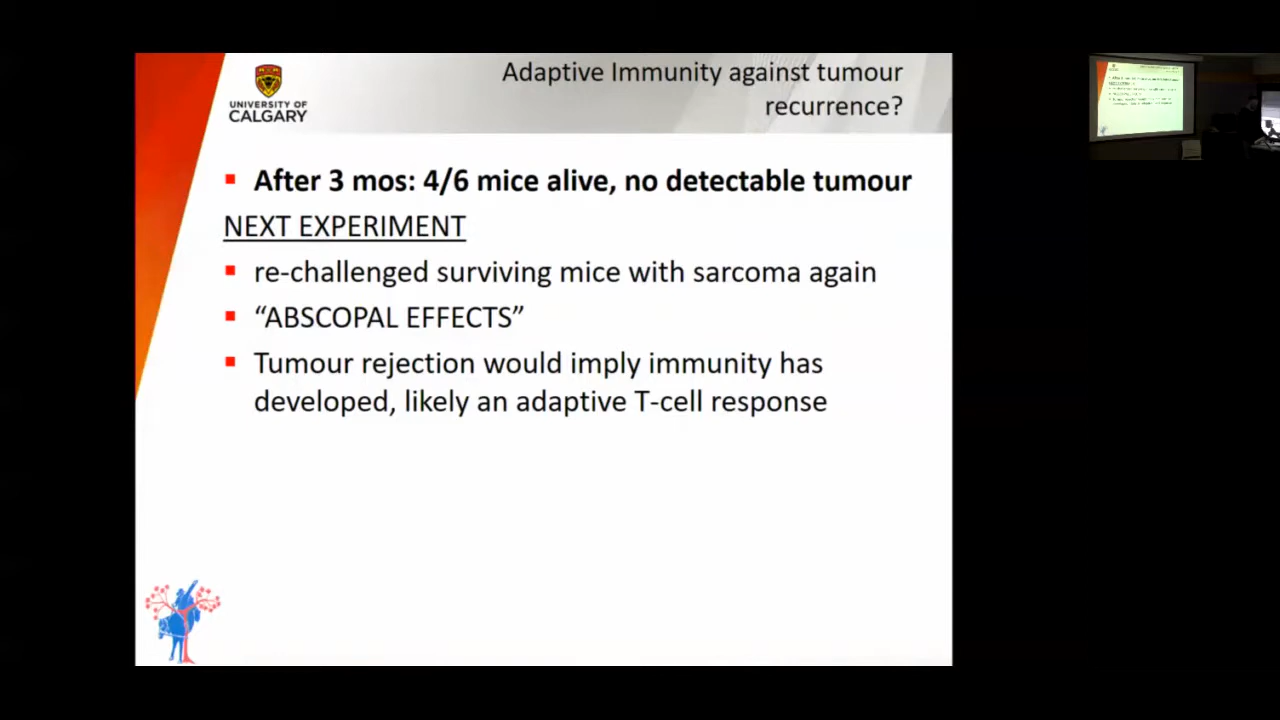 UNIVERSITY OF
CALGARY
Adaptive Immunity against tumour
recurrence?
After 3 mos: 4/6 mice alive, no detectable tumour
NEXT EXPERIMENT
re-challenged surviving mice with sarcoma again
“ABSCOPAL EFFECTS”
Tumour rejection would imply immunity has
developed, likely an adaptive T-cell response